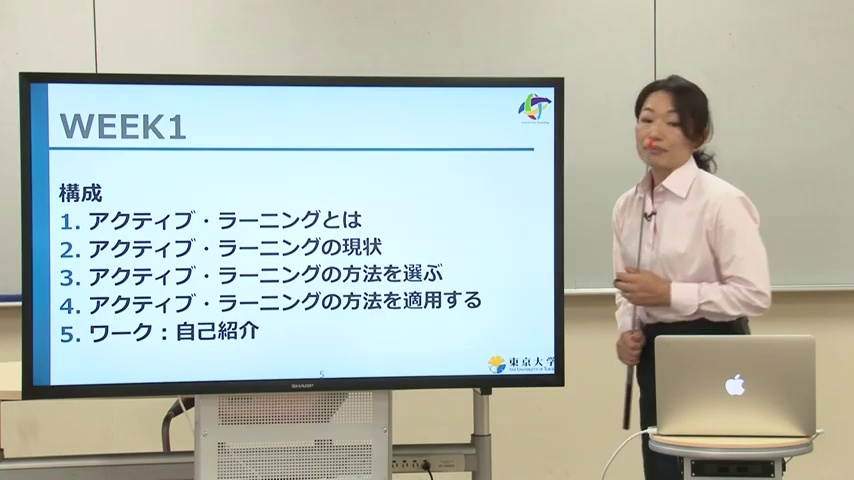 WEEK1
構成
1. アクティブ・ラーニングとは
2. アクティブ・ラーニングの現状
3. アクティブ・ラーニングの方法を選ぶ
4. アクティブ・ラーニングの方法を適用する
5. ワーク：自己紹介
5
東京大学
SHARP